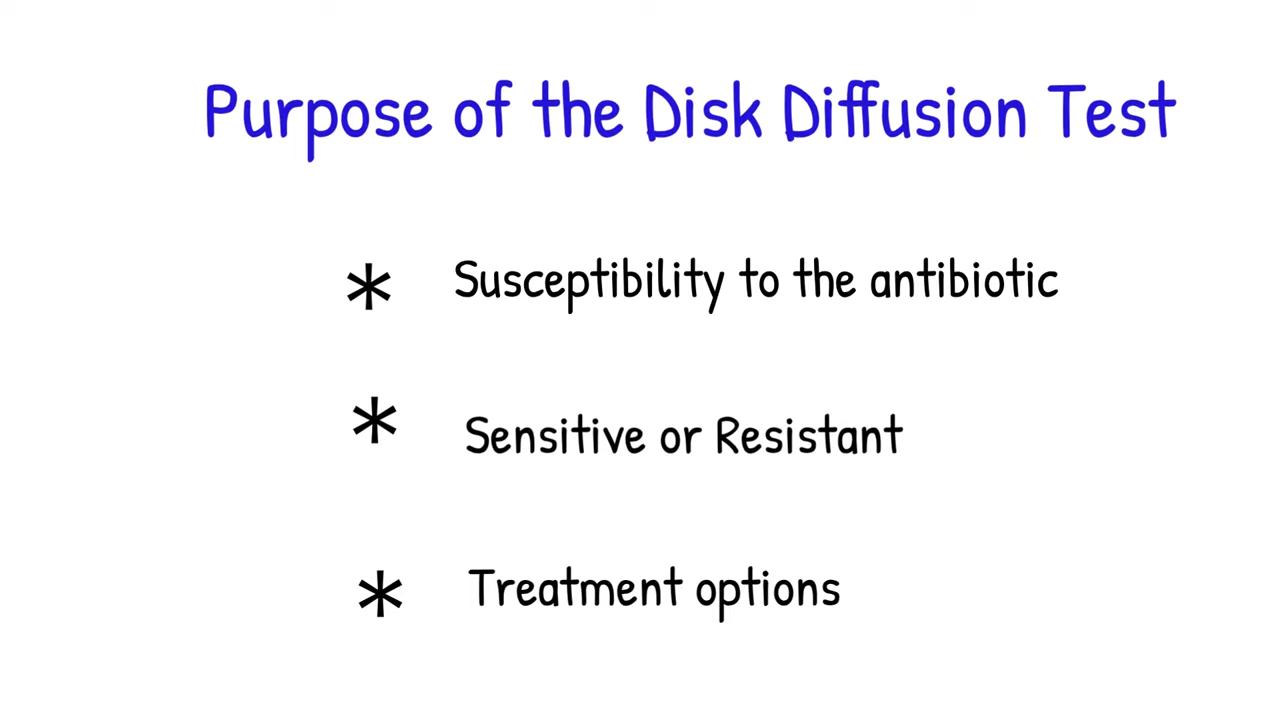 Purpose of the Disk Diffusion Test
* Susceptibility to the antibiotic
* Sensitive or Resistant
* Treatment options